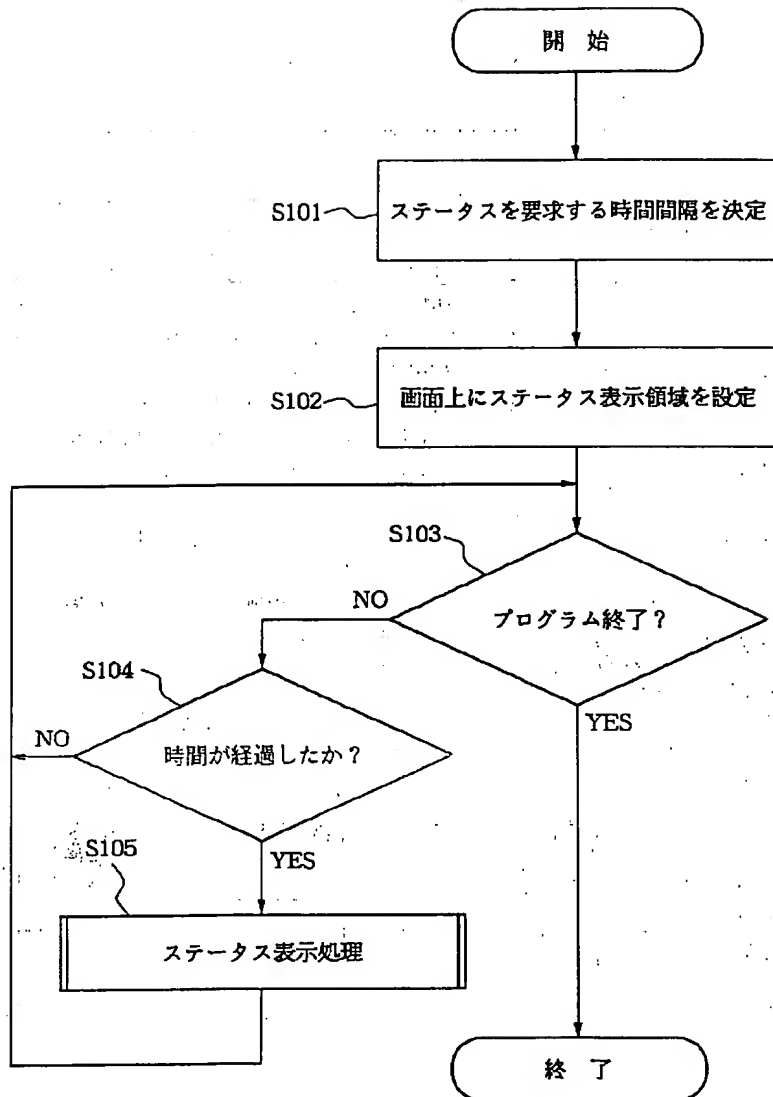 開 始
S101
ステータスを要求する時間間隔を決定
S102
画面上にステータス表示領域を設定
S103
NO
プログラム終了?
S104
YES
NO
時間が経過したか?
S105
YES
ステータス表示処理
終 了